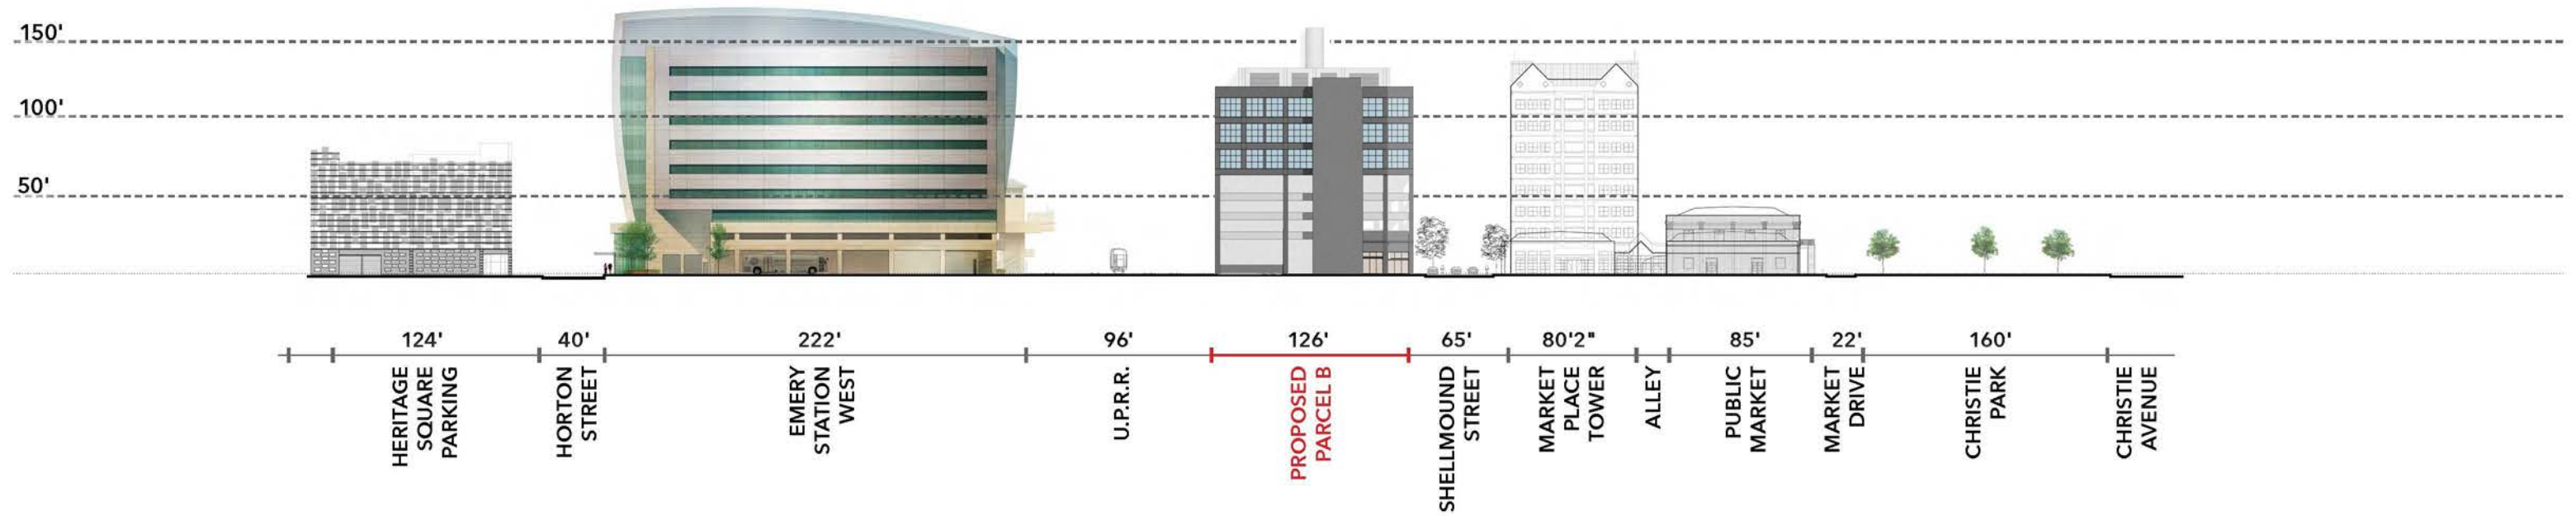 150'
100'
50'
124'
40'
222'
96'
126'
65'
80'2"
85'
22'
160'
HERITAGE
SQUARE
PARKING
HORTON
STREET
EMERY
STATION
WEST
U.P.R.R.
PROPOSED
PARCEL B
SHELLMOUND
STREET
MARKET
PLACE
TOWER
ALLEY
PUBLIC
MARKET
MARKET
DRIVE
CHRISTIE
PARK
CHRISTIE
AVENUE